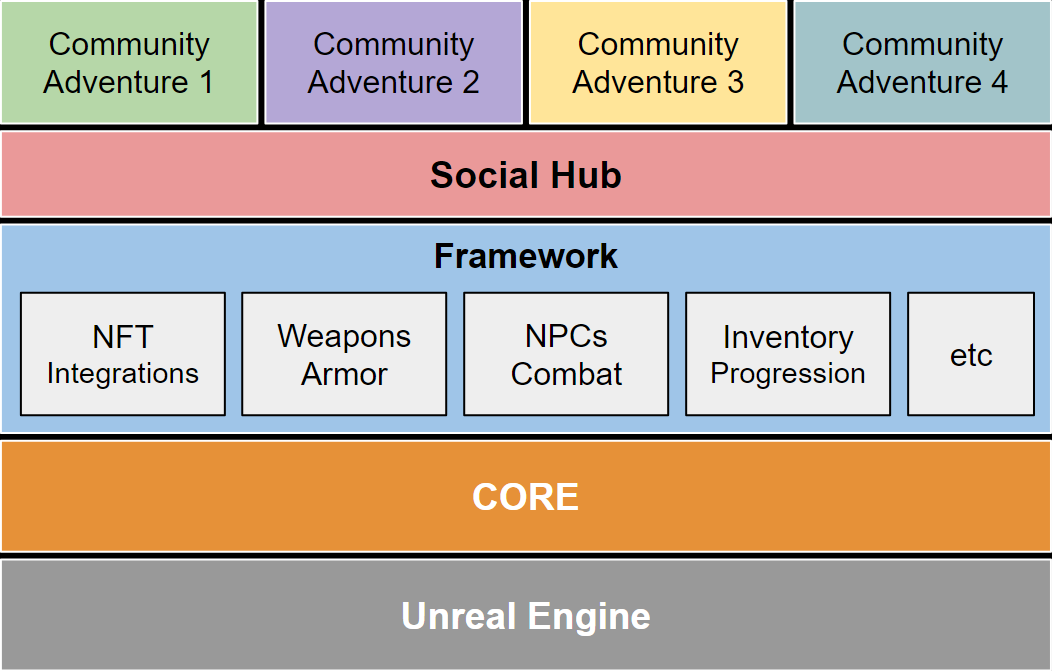 Community
Adventure 1
Community
Adventure 2
Community
Adventure 3
Community
Adventure 4
Social Hub
Framework
NFT
Integrations
Weapons
Armor
NPCs
Combat
Inventory
Progression
etc
CORE
Unreal Engine